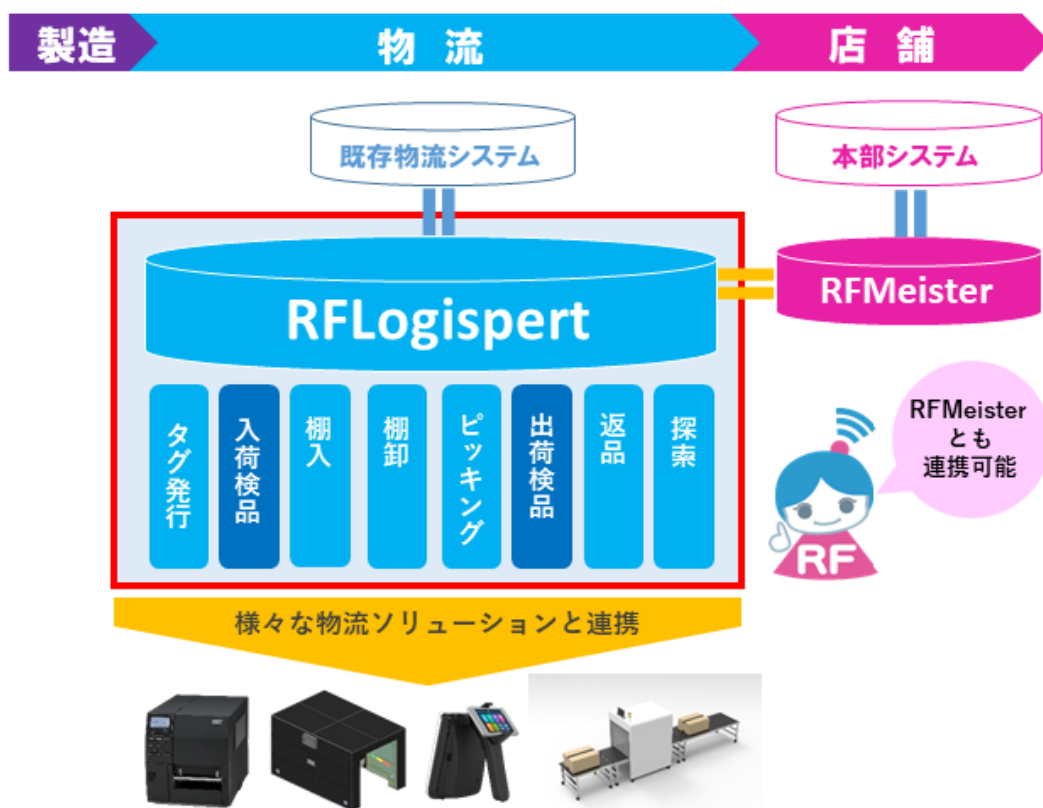 製造
物流
店舗
既存物流システム
本部システム
RFLogispert
RFMeister
タグ発行
入荷検品
棚入
棚卸
ピッキング
出荷検品
返品
探索
RFMeister
とも
連携可能
RF
様々な物流ソリューションと連携